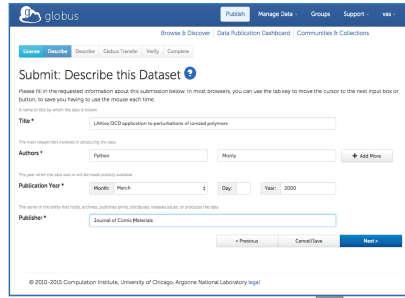 globus
Publish Manage Data Groups Support vas
Browse & Discover Data Publication Dashboard Communities & Collections
License Describe Describe Globus Transfer Verify Complete
Submit: Describe this Dataset ?
Please fill in the requested information about this submission below. In most browsers, you can use the tab key to move the cursor to the next input box or
button, to save you having to use the mouse each time.
A name or title by which the data is known
Title * Lattice QCD application to perturbations of ionized polymers
The main researchers involved in producing the data
Authors * Python Monty + Add More
The year when the data was or will be made publicly available
Publication Year * Month: March Day: Year: 2000
The name of the entity that holds, archives, publishes prints, distributes, releases, issues, or produces the data
Publisher * Journal of Comic Materials
< Previous Cancel/Save Next >
© 2010-2015 Computation Institute, University of Chicago, Argonne National Laboratory legal